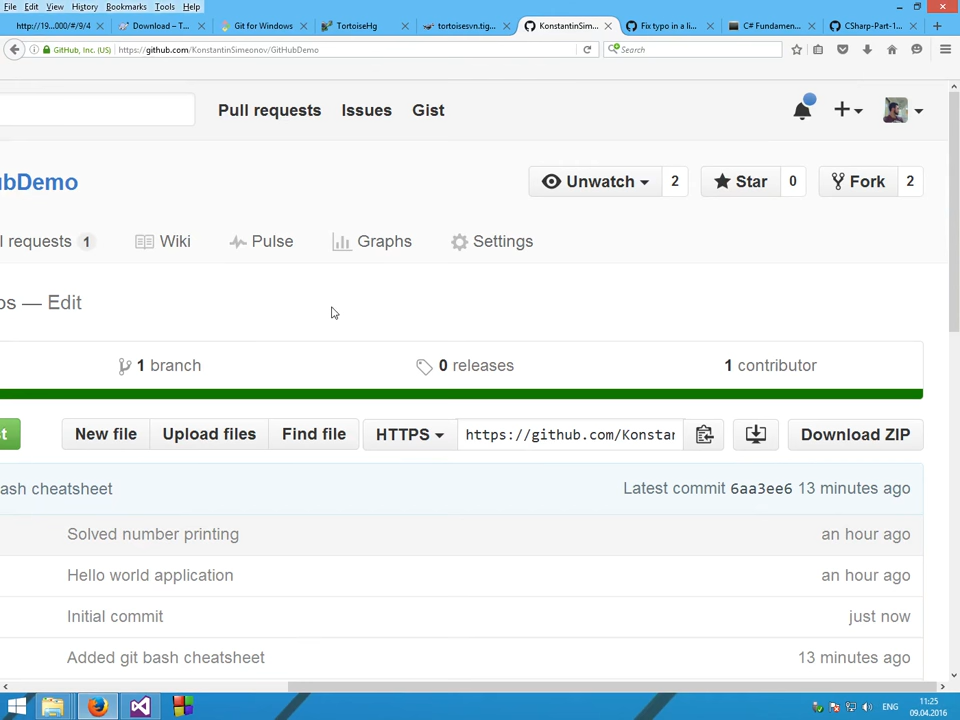 File Edit View History Bookmarks Tools Help
http://19...000/#/9/4 Download – T... Git for Windows TortoiseHg tortoisesvn.tig... KonstantinSim... Fix typo in a li... C# Fundamen... CSharp-Part-1...
GitHub, Inc. (US) https://github.com/KonstantinSimeonov/GitHubDemo Search
Pull requests Issues Gist
ubDemo Unwatch 2 Star 0 Fork 2
l requests 1 Wiki Pulse Graphs Settings
os — Edit
1 branch 0 releases 1 contributor
t New file Upload files Find file HTTPS https://github.com/Konstar Download ZIP
ash cheatsheet Latest commit 6aa3ee6 13 minutes ago
Solved number printing an hour ago
Hello world application an hour ago
Initial commit just now
Added git bash cheatsheet 13 minutes ago
ENG 11:25
09.04.2016